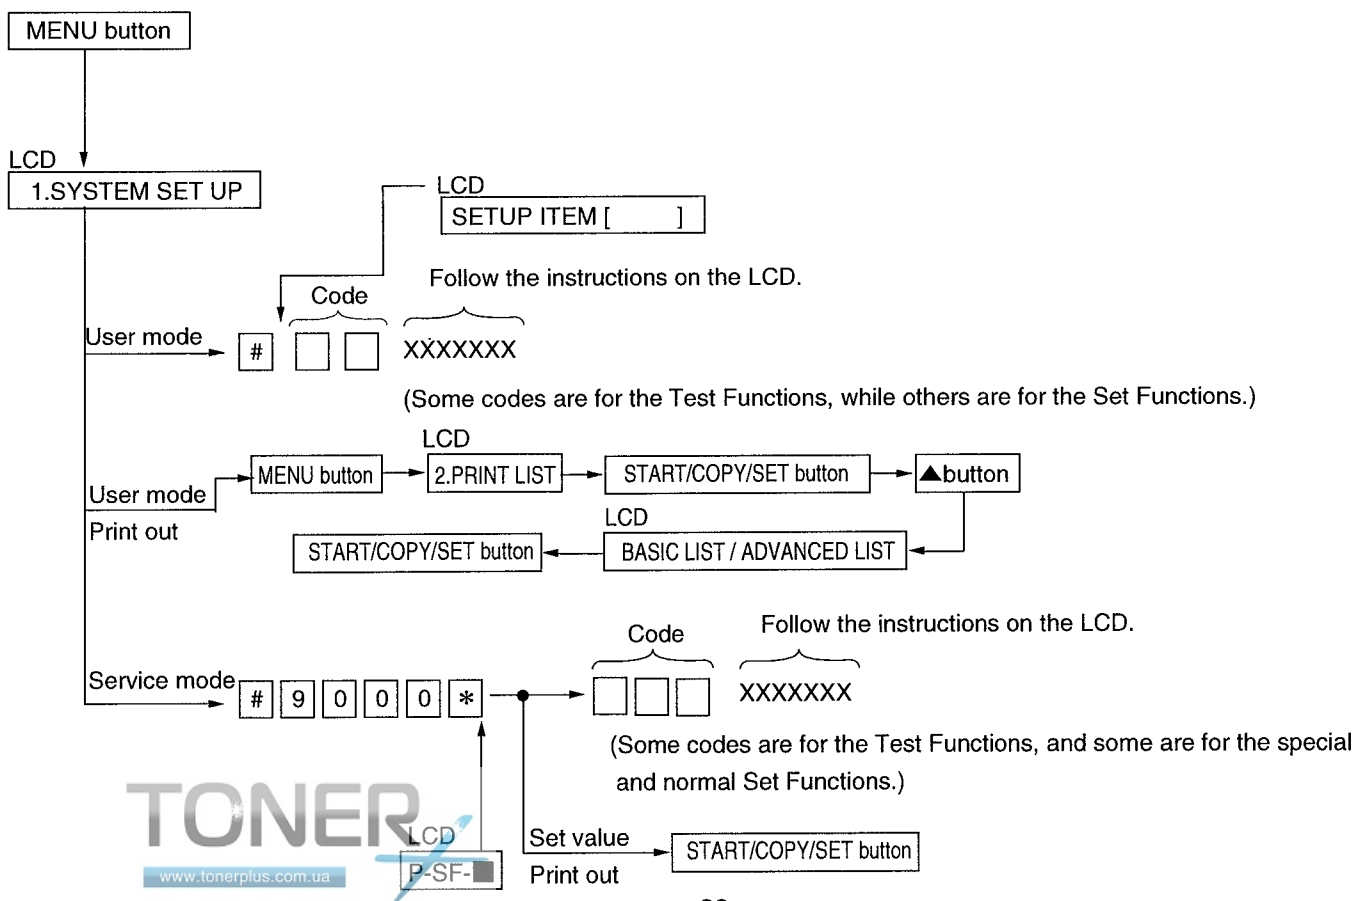 MENU button
LCD
1.SYSTEM SET UP
LCD
SETUP ITEM [ ]
Follow the instructions on the LCD.
Code
User mode
# XXXXXXX
(Some codes are for the Test Functions, while others are for the Set Functions.)
LCD
MENU button 2.PRINT LIST START/COPY/SET button ▲button
User mode
Print out
LCD
START/COPY/SET button BASIC LIST / ADVANCED LIST
Code
Follow the instructions on the LCD.
Service mode
# 9 0 0 0 * XXXXXXX
(Some codes are for the Test Functions, and some are for the special
and normal Set Functions.)
TONER
www.tonerplus.com.ua
LCD
P-SF-■
Set value
Print out
START/COPY/SET button